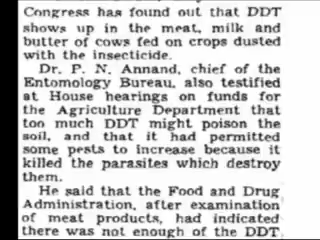 Congress has found out that DDT
shows up in the meat, milk and
butter of cows fed on crops dusted
with the insecticide.
Dr. P. N. Annand, chief of the
Entomology Bureau, also testified
at House hearings on funds for
the Agriculture Department that
too much DDT might poison the
soil, and that it had permitted
some pests to increase because it
killed the parasites which destroy
them.
He said that the Food and Drug
Administration, after examination
of meat products, had indicated
there was not enough of the DDT